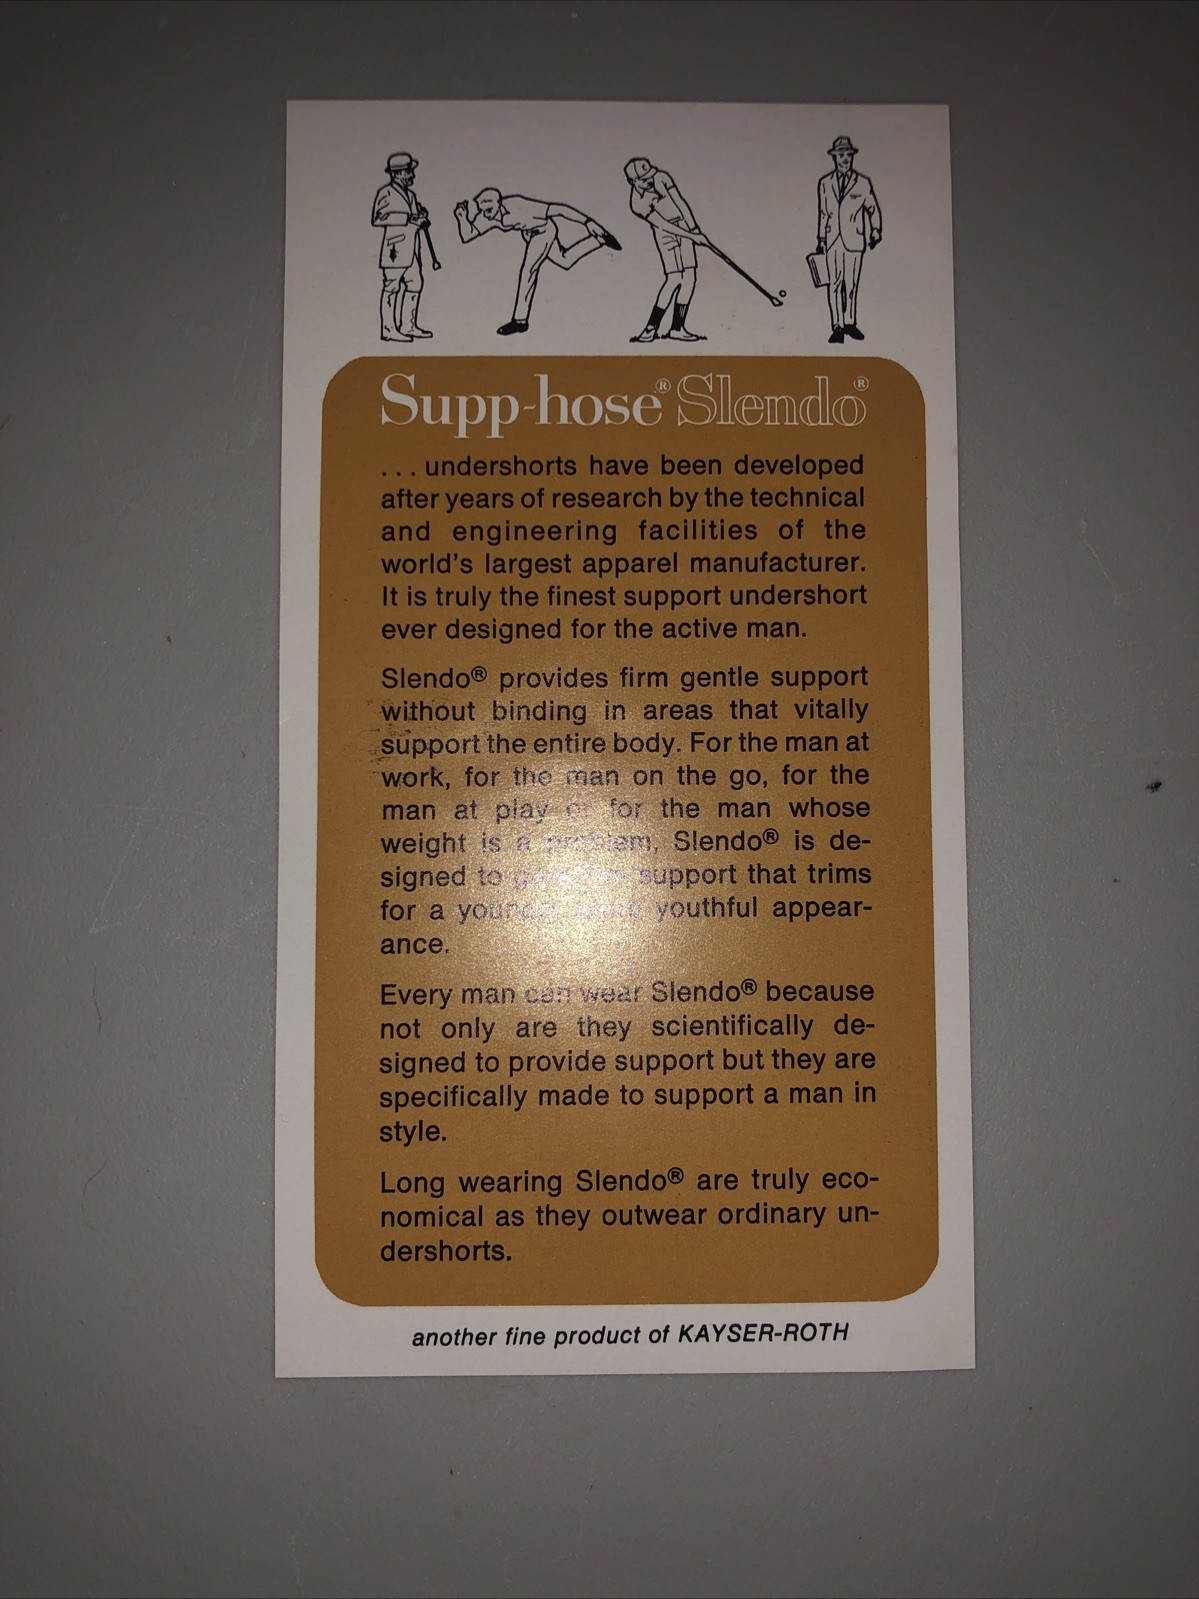 Supp-hose® Slendo®
... undershorts have been developed
after years of research by the technical
and engineering facilities of the
world's largest apparel manufacturer.
It is truly the finest support undershort
ever designed for the active man.
Slendo® provides firm gentle support
without binding in areas that vitally
support the entire body. For the man at
work, for the man on the go, for the
man at play or for the man whose
weight is a problem, Slendo® is de-
signed to support that trims
for a youthful appear-
ance.
Every man can wear Slendo® because
not only are they scientifically de-
signed to provide support but they are
specifically made to support a man in
style.
Long wearing Slendo® are truly eco-
nomical as they outwear ordinary un-
dershorts.
another fine product of KAYSER-ROTH